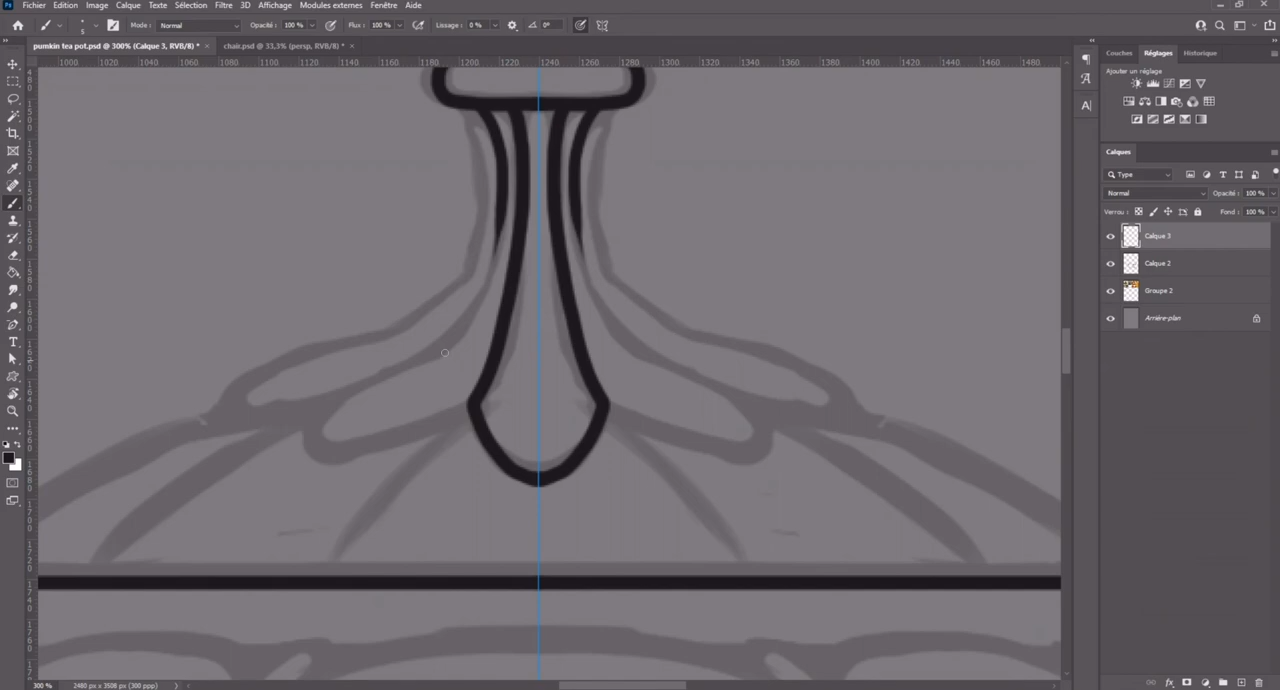 Ps Fichier Edition Image Calque Texte Sélection Filtre 3D Affichage Modules externes Fenêtre Aide
5 Mode : Normal Opacité : 100 % Flux : 100 % Lissage : 0 % 0°
pumkin tea pot.psd @ 300% (Calque 3, RVB/8) * × chair.psd @ 33,3% (persp, RVB/8) * ×
1000 1020 1040 1060 1080 1100 1120 1140 1160 1180 1200 1220 1240 1260 1280 1300 1320 1340 1360 1380 1400 1420 1440 1460 1480
Couches Réglages Historique
Ajouter un réglage
Calques
Type
Normal Opacité : 100 %
Verrou : Fond : 100 %
Calque 3
Calque 2
Groupe 2
Arrière-plan
fx
300 % 2480 px x 3508 px (300 ppp)